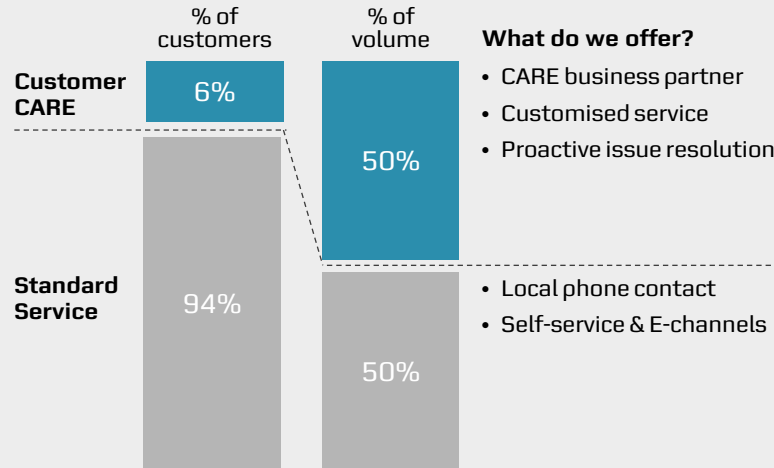 % of
customers
% of
volume
What do we offer?
Customer
CARE
6%
50%
• CARE business partner
• Customised service
• Proactive issue resolution
Standard
Service
94%
50%
• Local phone contact
• Self-service & E-channels